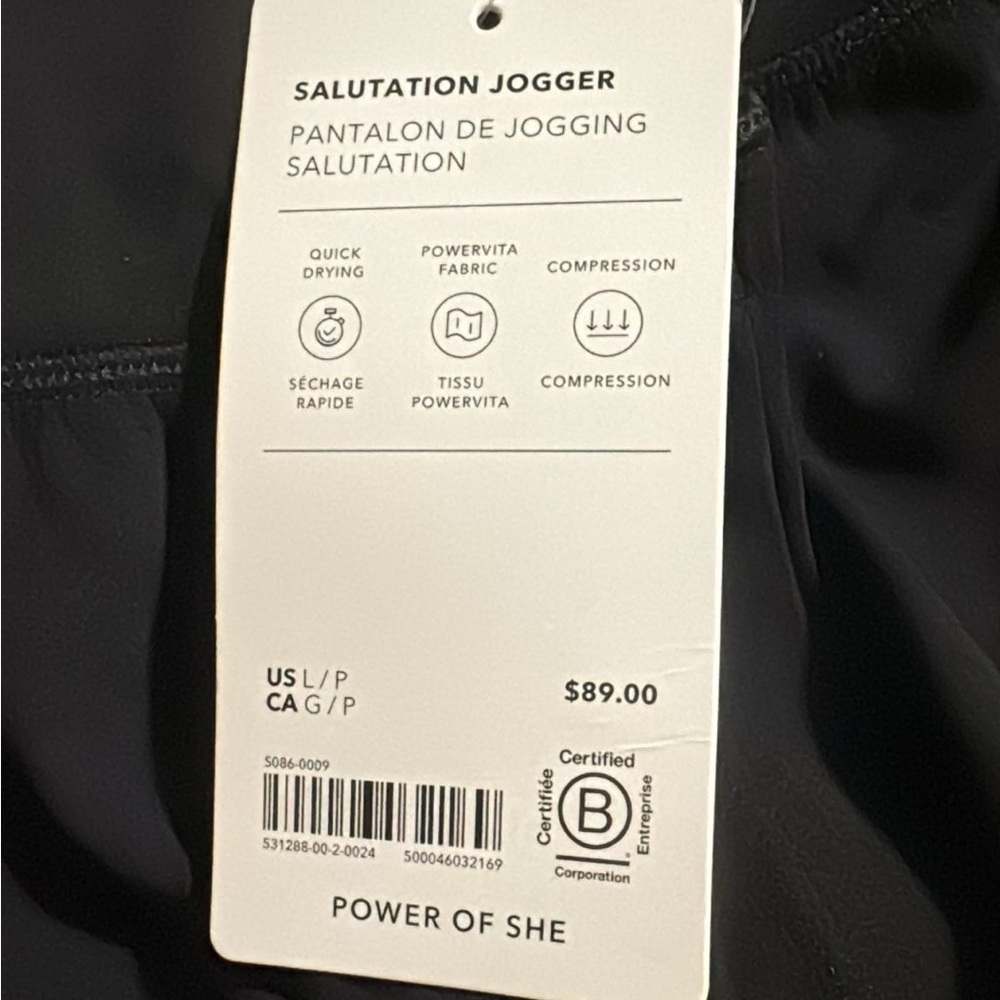 SALUTATION JOGGER
PANTALON DE JOGGING
SALUTATION
QUICK
DRYING
POWERVITA
FABRIC
COMPRESSION
SÉCHAGE
RAPIDE
TISSU
POWERVITA
COMPRESSION
US L / P
CA G / P
$89.00
S086-0009
531288-00-2-0024 500046032169
Certified
Certifiée
B
Entreprise
Corporation
POWER OF SHE